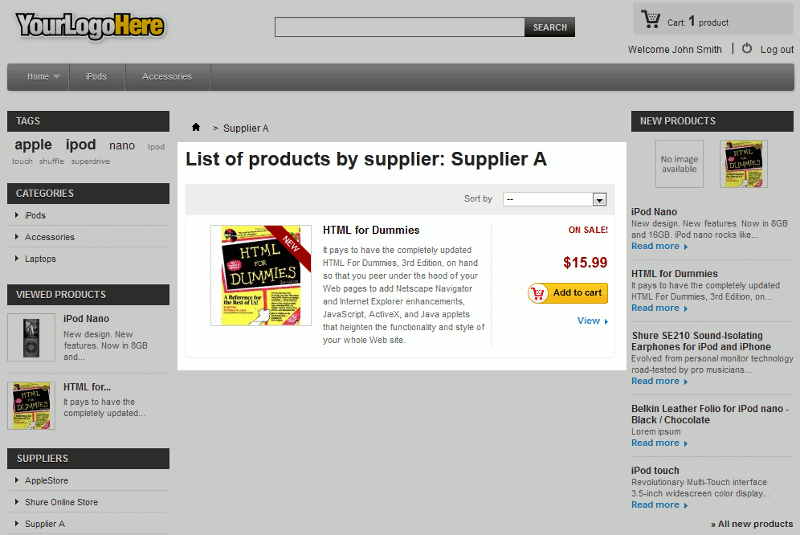 YourLogoHere
SEARCH
Cart: 1 product
Welcome John Smith | Log out
Home
iPods
Accessories
TAGS
apple ipod nano Ipod
touch shuffle superdrive
CATEGORIES
iPods
Accessories
Laptops
VIEWED PRODUCTS
iPod Nano
New design. New
features. Now in 8GB
and...
HTML for...
It pays to have the
completely updated...
SUPPLIERS
AppleStore
Shure Online Store
Supplier A
> Supplier A
List of products by supplier: Supplier A
Sort by --
NEW
HTML
FOR
DUMMIES
A Reference for the
Rest of Us!
HTML for Dummies
It pays to have the completely updated
HTML For Dummies, 3rd Edition, on hand
so that you peer under the hood of your
Web pages to add Netscape Navigator
and Internet Explorer enhancements,
JavaScript, ActiveX, and Java applets
that heighten the functionality and style of
your whole Web site.
ON SALE!
$15.99
Add to cart
View
NEW PRODUCTS
No image
available
HTML
FOR
DUMMIES
iPod Nano
New design. New features. Now in 8GB
and 16GB. iPod nano rocks like...
Read more
HTML for Dummies
It pays to have the completely updated
HTML For Dummies, 3rd Edition, on...
Read more
Shure SE210 Sound-Isolating
Earphones for iPod and iPhone
Evolved from personal monitor technology
road-tested by pro musicians...
Read more
Belkin Leather Folio for iPod nano -
Black / Chocolate
Lorem ipsum
Read more
iPod touch
Revolutionary Multi-Touch interface
3.5-inch widescreen color display...
Read more
» All new products